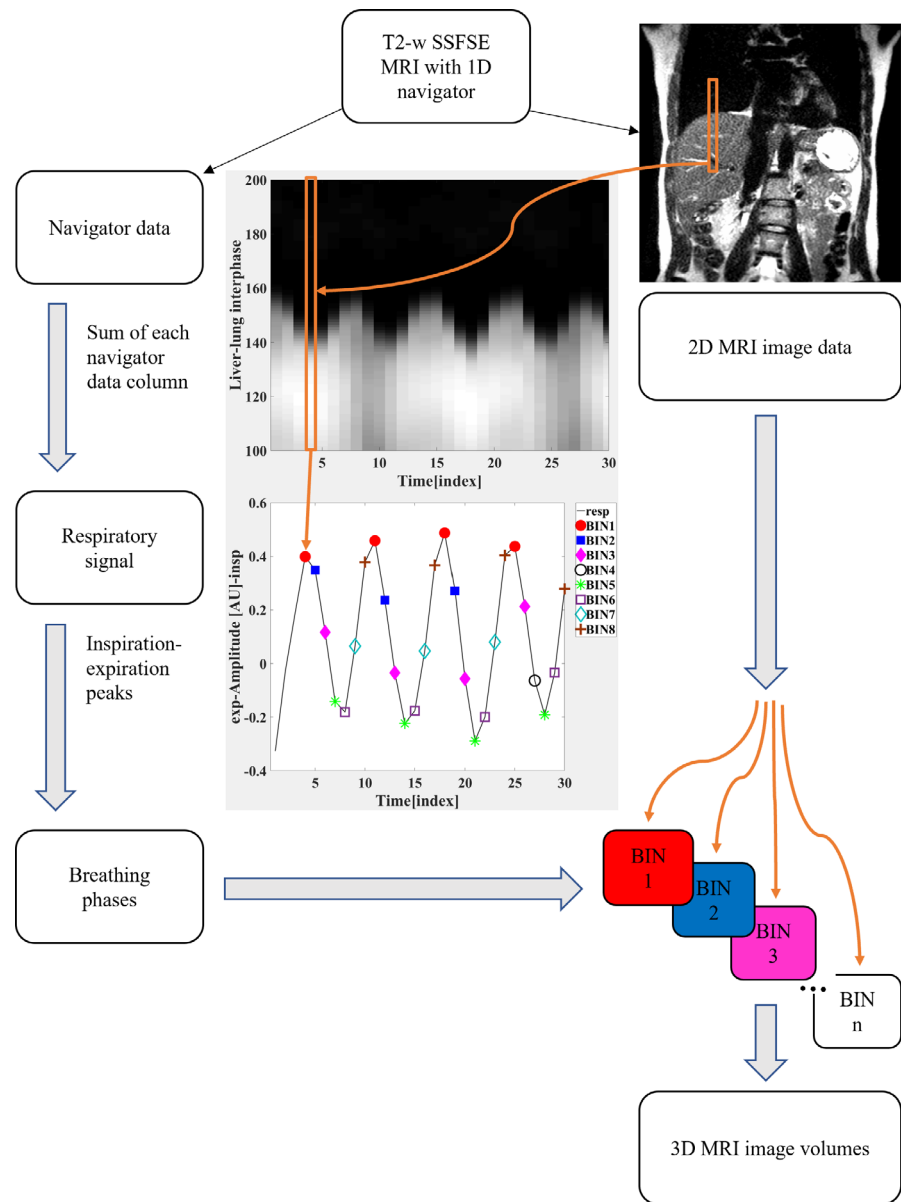 T2-w SSFSE
MRI with 1D
navigator
Navigator data
Sum of each
navigator
data column
Respiratory
signal
Inspiration-
expiration
peaks
Breathing
phases
200
180
160
140
120
100
Liver-lung interphase
5
10
15
20
25
30
Time[index]
0.6
0.4
0.2
0
-0.2
-0.4
exp-Amplitude [AU]-insp
5
10
15
20
25
30
Time[index]
resp
BIN1
BIN2
BIN3
BIN4
BIN5
BIN6
BIN7
BIN8
2D MRI image data
BIN
1
BIN
2
BIN
3
...
BIN
n
3D MRI image volumes